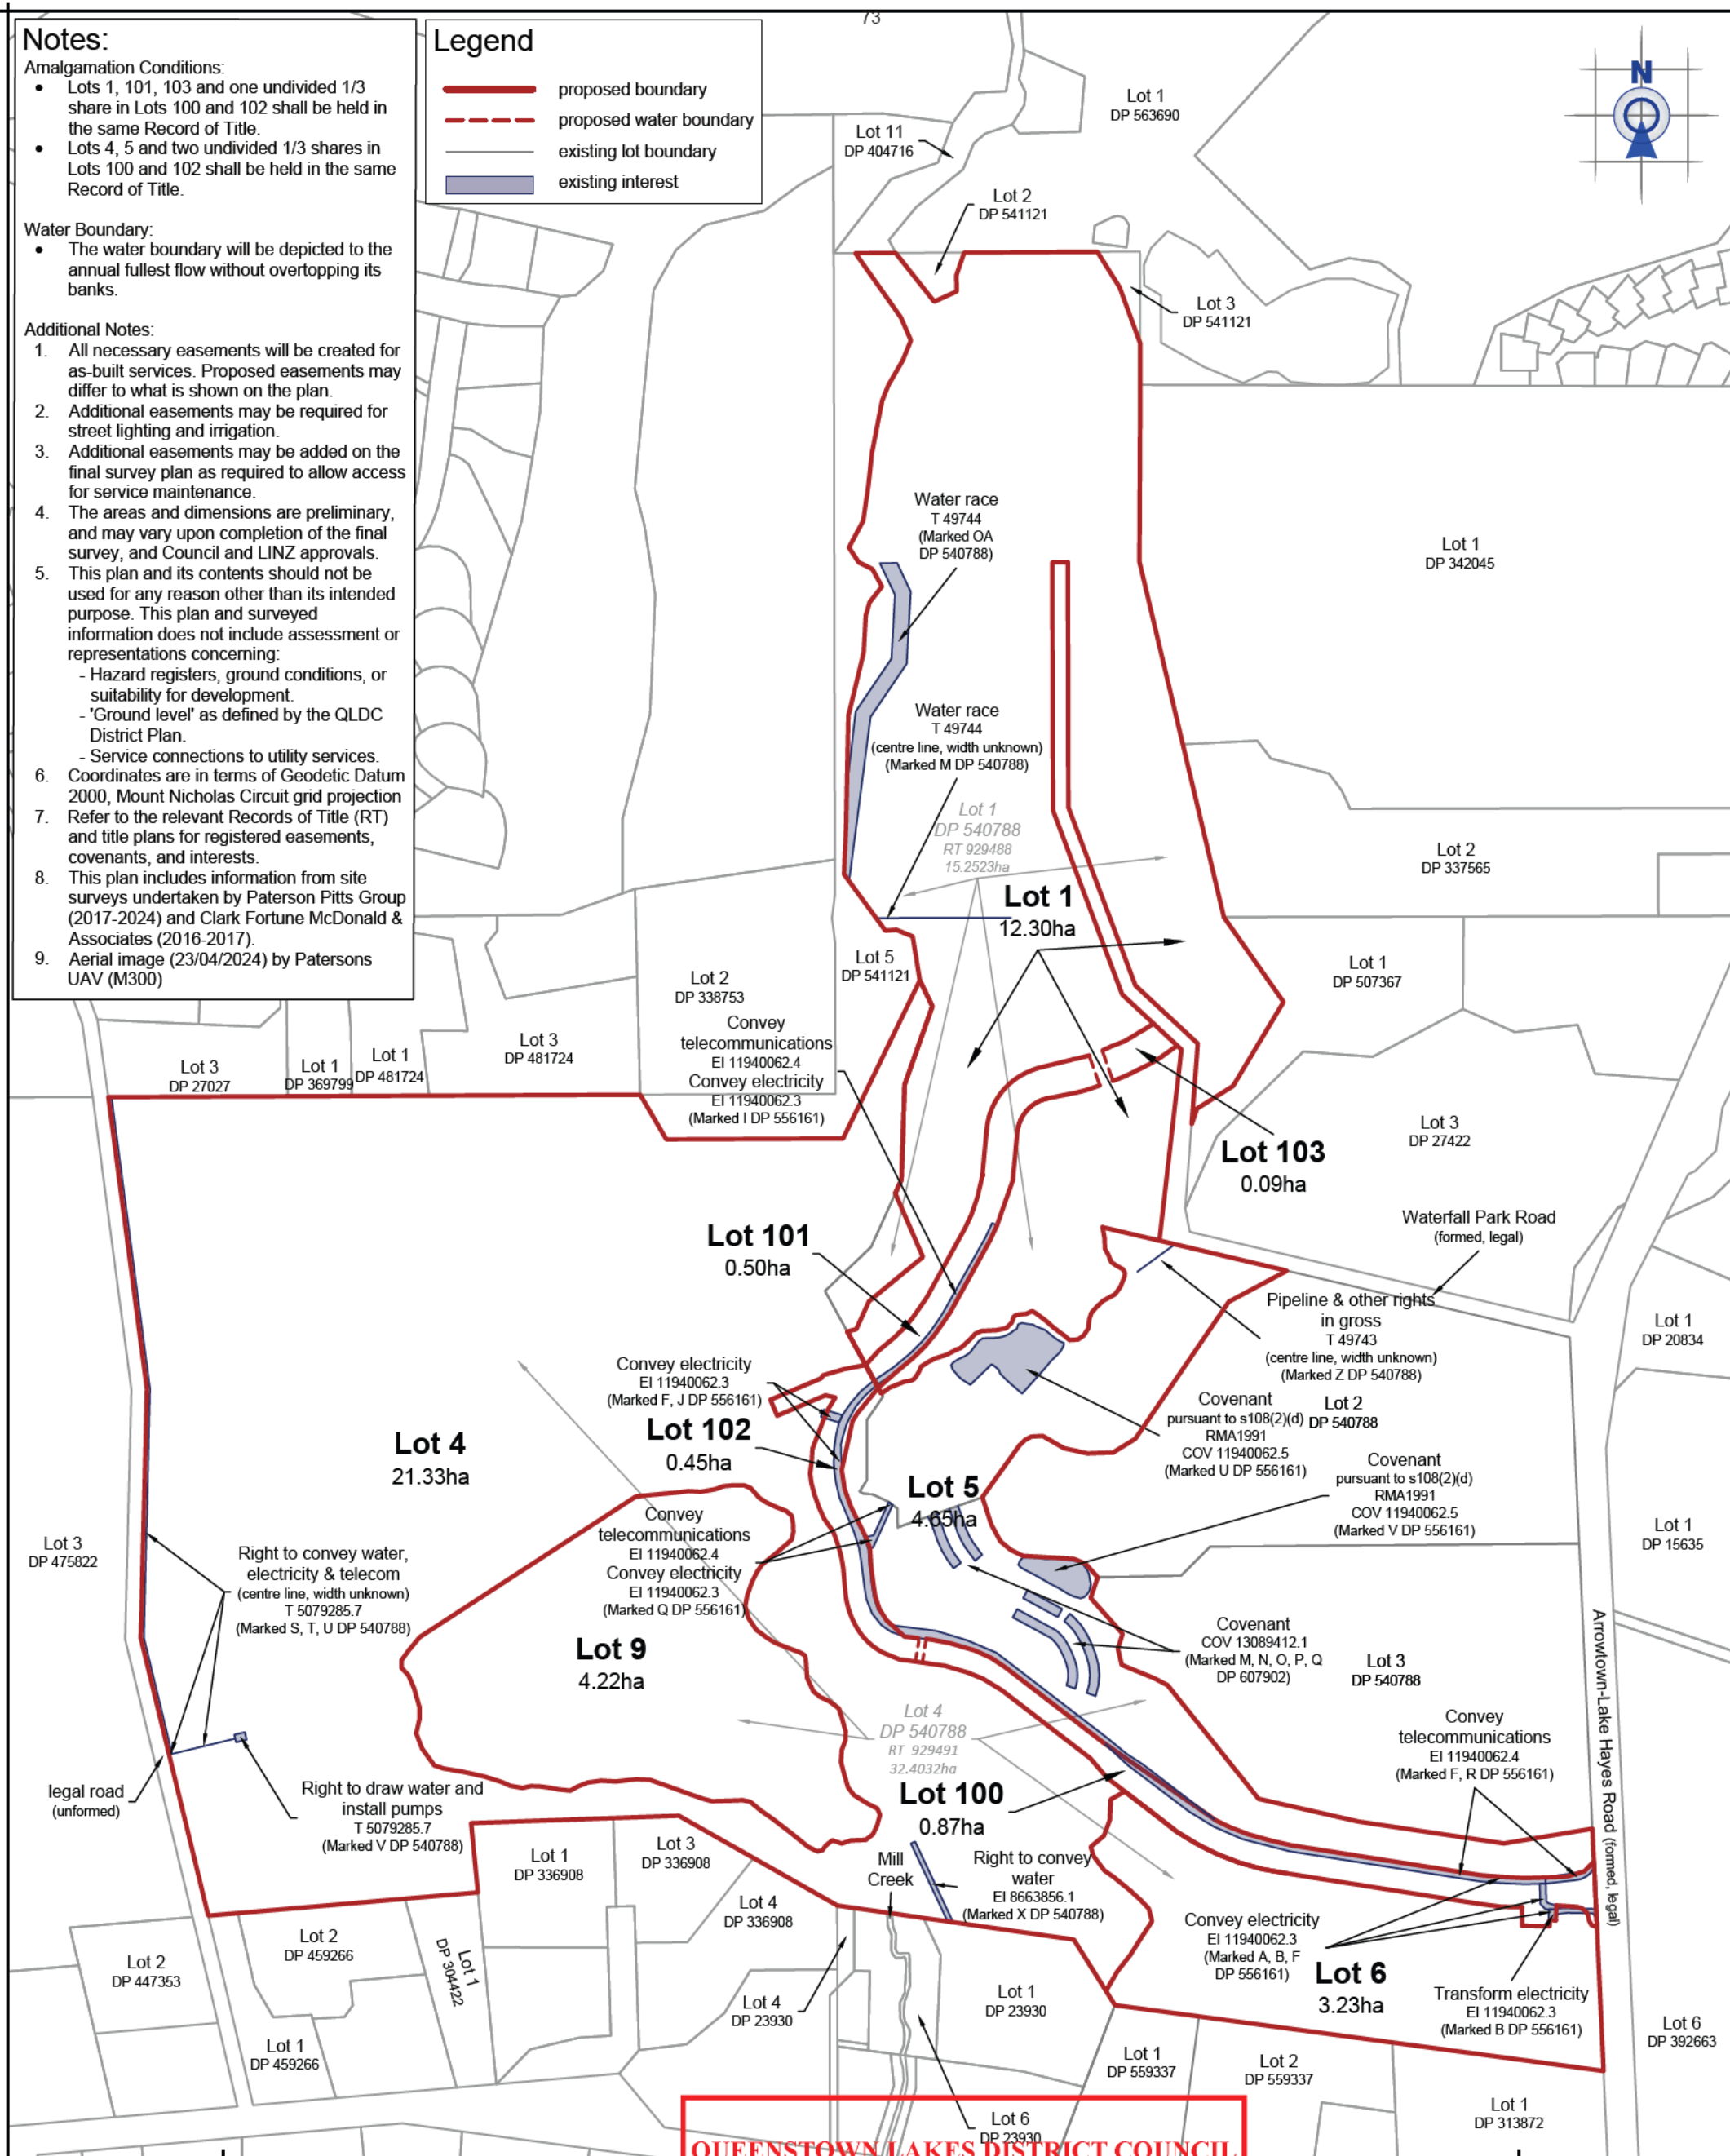 Notes:
Amalgamation Conditions:
• Lots 1, 101, 103 and one undivided 1/3
share in Lots 100 and 102 shall be held in
the same Record of Title.
• Lots 4, 5 and two undivided 1/3 shares in
Lots 100 and 102 shall be held in the same
Record of Title.
Water Boundary:
• The water boundary will be depicted to the
annual fullest flow without overtopping its
banks.
Additional Notes:
1. All necessary easements will be created for
as-built services. Proposed easements may
differ to what is shown on the plan.
2. Additional easements may be required for
street lighting and irrigation.
3. Additional easements may be added on the
final survey plan as required to allow access
for service maintenance.
4. The areas and dimensions are preliminary,
and may vary upon completion of the final
survey, and Council and LINZ approvals.
5. This plan and its contents should not be
used for any reason other than its intended
purpose. This plan and surveyed
information does not include assessment or
representations concerning:
- Hazard registers, ground conditions, or
suitability for development.
- 'Ground level' as defined by the QLDC
District Plan.
- Service connections to utility services.
6. Coordinates are in terms of Geodetic Datum
2000, Mount Nicholas Circuit grid projection
7. Refer to the relevant Records of Title (RT)
and title plans for registered easements,
covenants, and interests.
8. This plan includes information from site
surveys undertaken by Paterson Pitts Group
(2017-2024) and Clark Fortune McDonald &
Associates (2016-2017).
9. Aerial image (23/04/2024) by Patersons
UAV (M300)
Legend
proposed boundary
proposed water boundary
existing lot boundary
existing interest
73
N
Lot 1
DP 563690
Lot 11
DP 404716
Lot 2
DP 541121
Lot 3
DP 541121
Water race
T 49744
(Marked OA
DP 540788)
Lot 1
DP 342045
Water race
T 49744
(centre line, width unknown)
(Marked M DP 540788)
Lot 1
DP 540788
RT 929488
15.2523ha
Lot 2
DP 337565
Lot 1
12.30ha
Lot 5
DP 541121
Lot 2
DP 338753
Lot 1
DP 507367
Convey
telecommunications
EI 11940062.4
Convey electricity
EI 11940062.3
(Marked I DP 556161)
Lot 3
DP 27027
Lot 1
DP 369799
Lot 1
DP 481724
Lot 3
DP 481724
Lot 3
DP 27422
Lot 103
0.09ha
Waterfall Park Road
(formed, legal)
Lot 101
0.50ha
Pipeline & other rights
in gross
T 49743
(centre line, width unknown)
(Marked Z DP 540788)
Lot 1
DP 20834
Convey electricity
EI 11940062.3
(Marked F, J DP 556161)
Covenant
pursuant to s108(2)(d)
RMA1991
COV 11940062.5
(Marked U DP 556161)
Lot 2
DP 540788
Lot 102
0.45ha
Lot 4
21.33ha
Covenant
pursuant to s108(2)(d)
RMA1991
COV 11940062.5
(Marked V DP 556161)
Lot 5
4.65ha
Convey
telecommunications
EI 11940062.4
Convey electricity
EI 11940062.3
(Marked Q DP 556161)
Lot 3
DP 475822
Right to convey water,
electricity & telecom
(centre line, width unknown)
T 5079285.7
(Marked S, T, U DP 540788)
Lot 1
DP 15635
Arrowtown-Lake Hayes Road (formed, legal)
Covenant
COV 13089412.1
(Marked M, N, O, P, Q
DP 607902)
Lot 3
DP 540788
Lot 9
4.22ha
Lot 4
DP 540788
RT 929491
32.4032ha
Convey
telecommunications
EI 11940062.4
(Marked F, R DP 556161)
legal road
(unformed)
Right to draw water and
install pumps
T 5079285.7
(Marked V DP 540788)
Lot 100
0.87ha
Lot 1
DP 336908
Lot 3
DP 336908
Mill
Creek
Right to convey
water
EI 8663856.1
(Marked X DP 540788)
Lot 4
DP 336908
Convey electricity
EI 11940062.3
(Marked A, B, F
DP 556161)
Lot 6
3.23ha
Transform electricity
EI 11940062.3
(Marked B DP 556161)
Lot 2
DP 447353
Lot 2
DP 459266
Lot 1
DP 304422
Lot 4
DP 23930
Lot 1
DP 23930
Lot 6
DP 392663
Lot 1
DP 459266
Lot 1
DP 559337
Lot 2
DP 559337
Lot 6
DP 23930
Lot 1
DP 313872
QUEENSTOWN LAKES DISTRICT COUNCIL